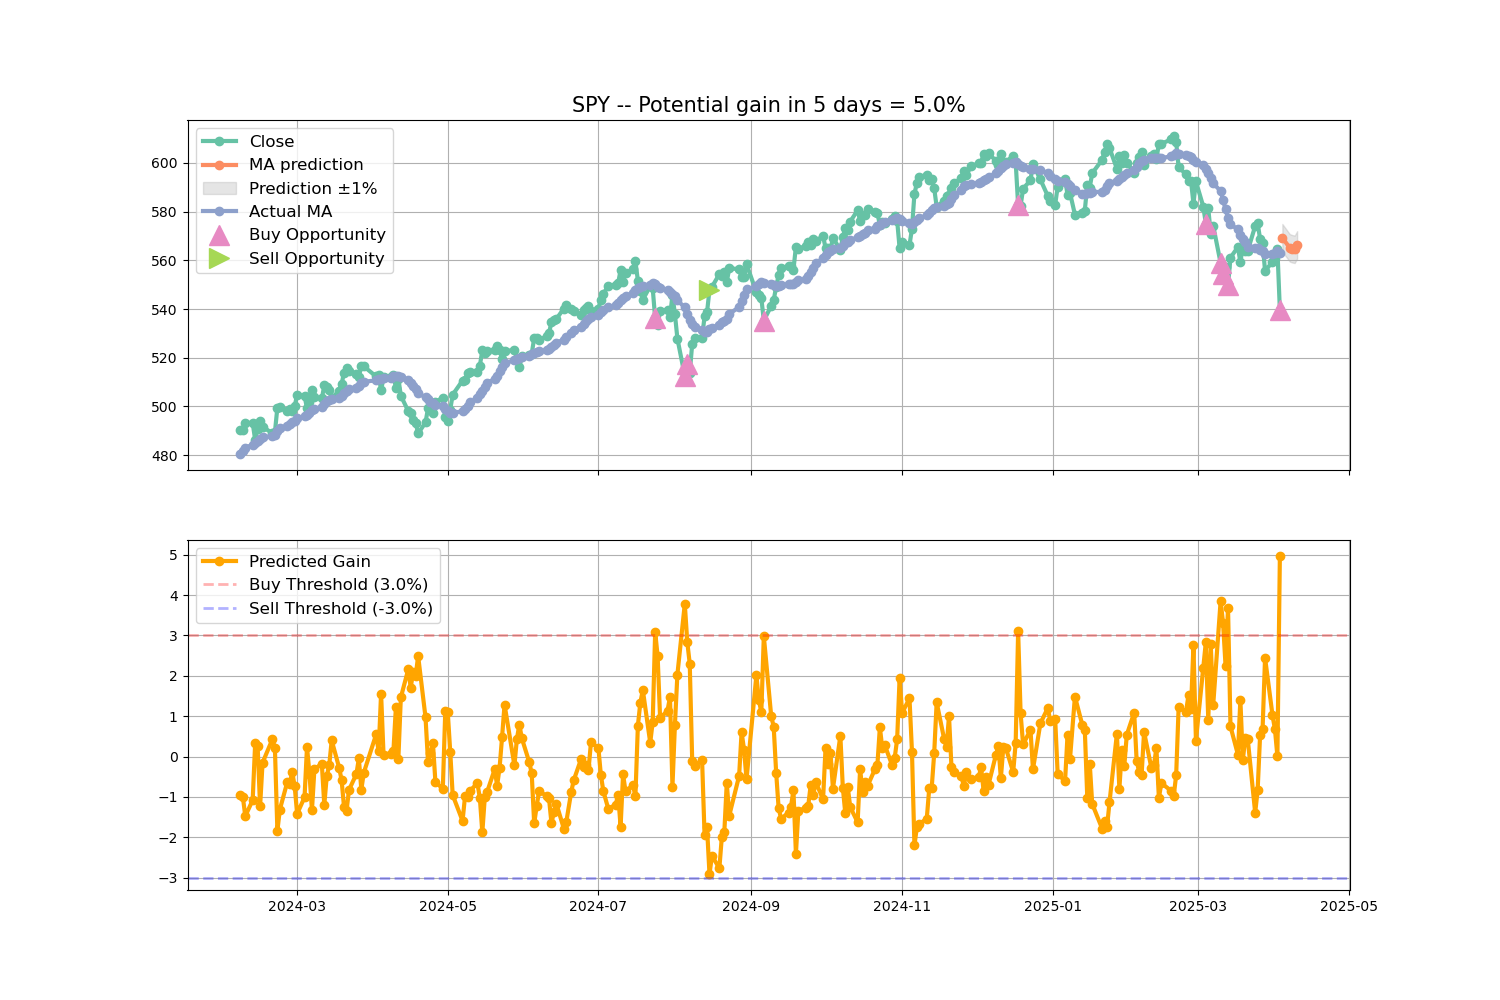 SPY -- Potential gain in 5 days = 5.0%
Close
MA prediction
Prediction ±1%
Actual MA
Buy Opportunity
Sell Opportunity
600
580
560
540
520
500
480
Predicted Gain
Buy Threshold (3.0%)
Sell Threshold (-3.0%)
5
4
3
2
1
0
−1
−2
−3
2024-03 2024-05 2024-07 2024-09 2024-11 2025-01 2025-03 2025-05